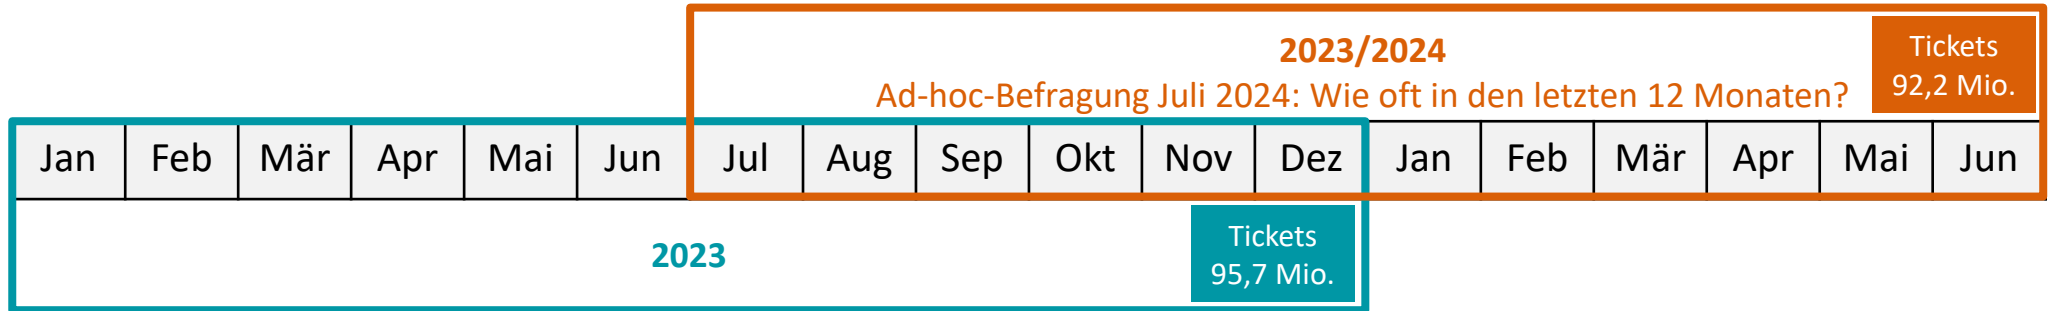 2023/2024
Ad-hoc-Befragung Juli 2024: Wie oft in den letzten 12 Monaten?
Tickets
92,2 Mio.
Jan Feb Mär Apr Mai Jun Jul Aug Sep Okt Nov Dez Jan Feb Mär Apr Mai Jun
2023
Tickets
95,7 Mio.